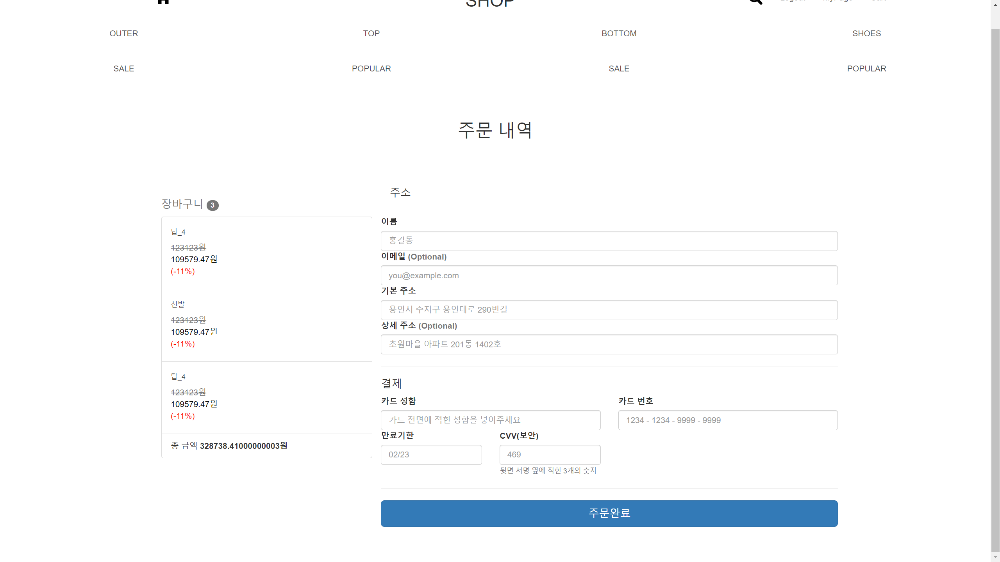 SHOP
Logout MyPage Cart
OUTER TOP BOTTOM SHOES
SALE POPULAR SALE POPULAR
주문 내역
장바구니 3
탑_4
123123원
109579.47원
(-11%)
신발
123123원
109579.47원
(-11%)
탑_4
123123원
109579.47원
(-11%)
총 금액 328738.41000000003원
주소
이름
홍길동
이메일 (Optional)
you@example.com
기본 주소
용인시 수지구 용인대로 290번길
상세 주소 (Optional)
초원마을 아파트 201동 1402호
결제
카드 성함 카드 번호
카드 전면에 적힌 성함을 넣어주세요 1234 - 1234 - 9999 - 9999
만료기한 CVV(보안)
02/23 469
뒷면 서명 옆에 적힌 3개의 숫자
주문완료